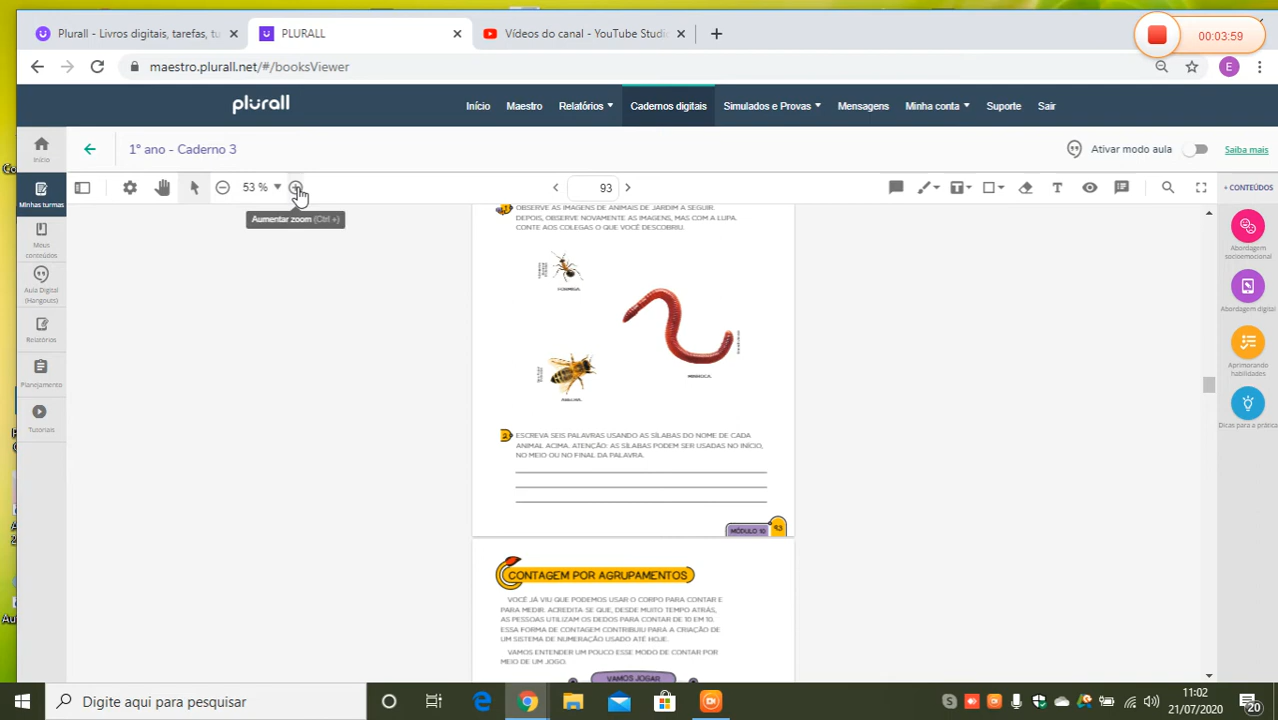 Plurall - Livros digitais, tarefas, tu
PLURALL
Vídeos do canal - YouTube Studio
00:03:59
maestro.plurall.net/#/booksViewer
E
plurall
Início
Maestro
Relatórios
Cadernos digitais
Simulados e Provas
Mensagens
Minha conta
Suporte
Sair
Início
1º ano - Caderno 3
Ativar modo aula
Saiba mais
Minhas turmas
53 %
93
+ CONTEÚDOS
Aumentar zoom (Ctrl +)
Meus conteúdos
Aula Digital (Hangouts)
Relatórios
Planejamento
Tutoriais
Abordagem socioemocional
Abordagem digital
Aprimorando habilidades
Dicas para a prática
OBSERVE AS IMAGENS DE ANIMAIS DE JARDIM A SEGUIR.
DEPOIS, OBSERVE NOVAMENTE AS IMAGENS, MAS COM A LUPA.
CONTE AOS COLEGAS O QUE VOCÊ DESCOBRIU.
FORMIGA.
MINHOCA.
ABELHA.
2 ESCREVA SEIS PALAVRAS USANDO AS SÍLABAS DO NOME DE CADA
ANIMAL ACIMA. ATENÇÃO: AS SÍLABAS PODEM SER USADAS NO INÍCIO,
NO MEIO OU NO FINAL DA PALAVRA.
MÓDULO 10 93
CONTAGEM POR AGRUPAMENTOS
VOCÊ JÁ VIU QUE PODEMOS USAR O CORPO PARA CONTAR E
PARA MEDIR. ACREDITA SE QUE, DESDE MUITO TEMPO ATRÁS,
AS PESSOAS UTILIZAM OS DEDOS PARA CONTAR DE 10 EM 10.
ESSA FORMA DE CONTAGEM CONTRIBUIU PARA A CRIAÇÃO DE
UM SISTEMA DE NUMERAÇÃO USADO ATÉ HOJE.
VAMOS ENTENDER UM POUCO ESSE MODO DE CONTAR POR
MEIO DE UM JOGO.
VAMOS JOGAR
Digite aqui para pesquisar
11:02
21/07/2020
20